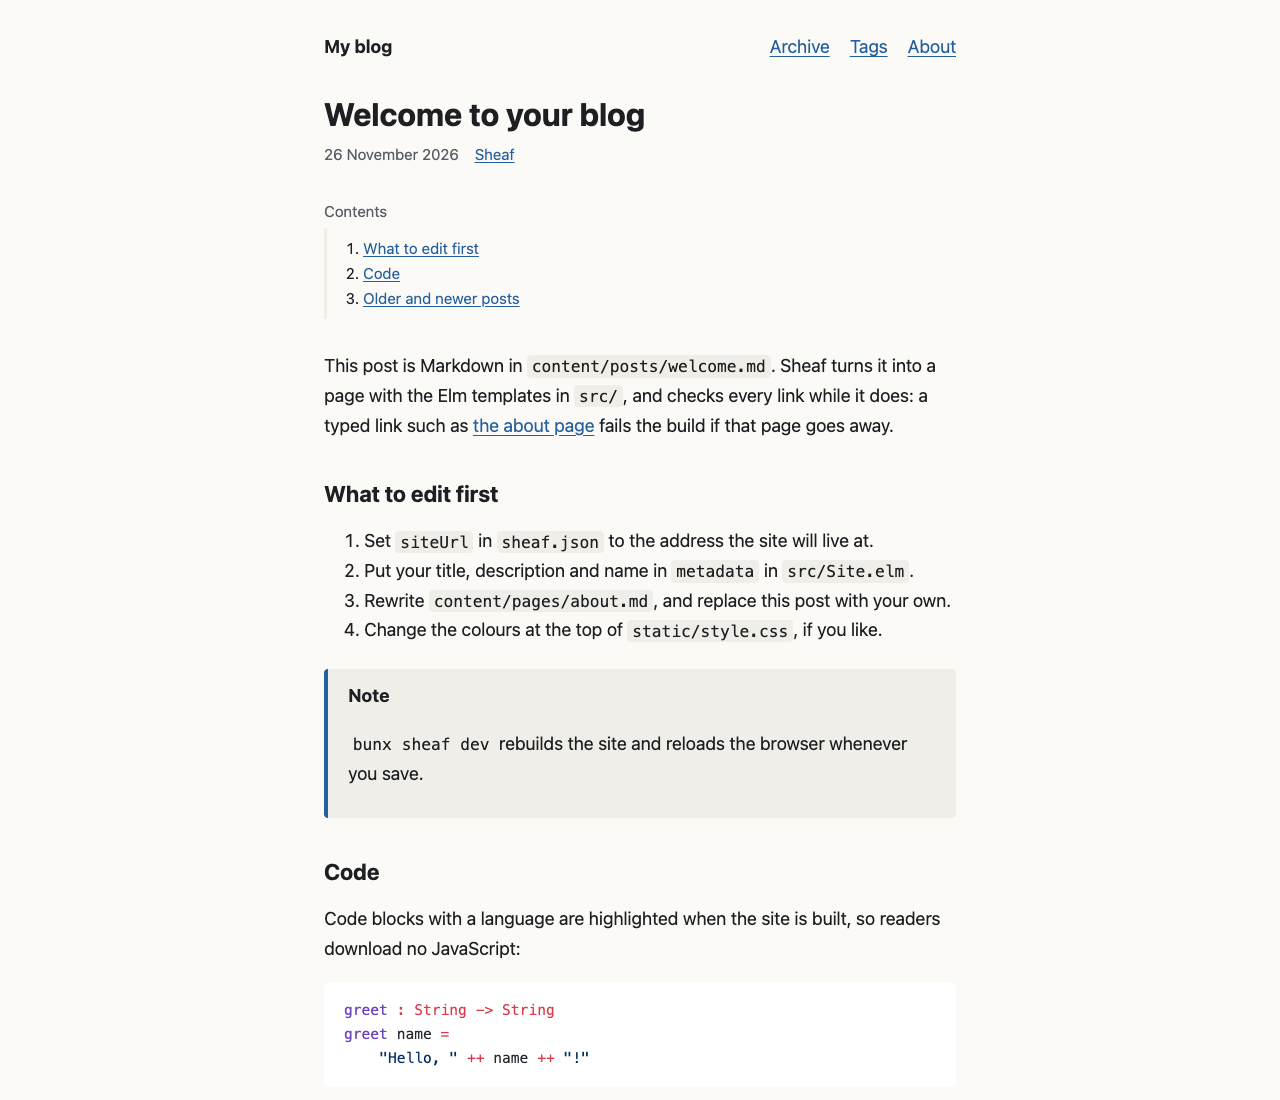 My blog
Archive Tags About
Welcome to your blog
26 November 2026 Sheaf
Contents
1. What to edit first
2. Code
3. Older and newer posts
This post is Markdown in content/posts/welcome.md. Sheaf turns it into a
page with the Elm templates in src/, and checks every link while it does: a
typed link such as the about page fails the build if that page goes away.
What to edit first
1. Set siteUrl in sheaf.json to the address the site will live at.
2. Put your title, description and name in metadata in src/Site.elm.
3. Rewrite content/pages/about.md, and replace this post with your own.
4. Change the colours at the top of static/style.css, if you like.
Note
bunx sheaf dev rebuilds the site and reloads the browser whenever
you save.
Code
Code blocks with a language are highlighted when the site is built, so readers
download no JavaScript:
greet : String -> String
greet name =
    "Hello, " ++ name ++ "!"